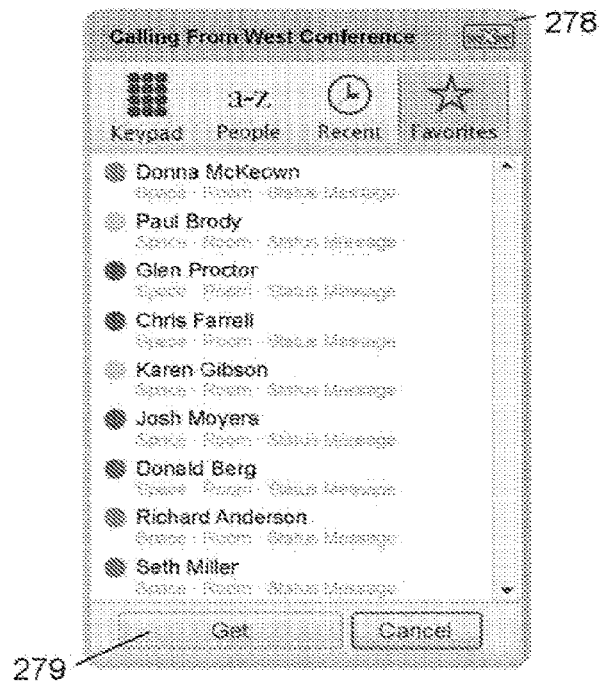 278
Calling From West Conference
a-z
Keypad People Recent Favorites
Donna McKeown
Space · Room · Status Message
Paul Brody
Space · Room · Status Message
Glen Proctor
Space · Room · Status Message
Chris Farrell
Space · Room · Status Message
Karen Gibson
Space · Room · Status Message
Josh Moyers
Space · Room · Status Message
Donald Berg
Space · Room · Status Message
Richard Anderson
Space · Room · Status Message
Seth Miller
Space · Room · Status Message
Get Cancel
279